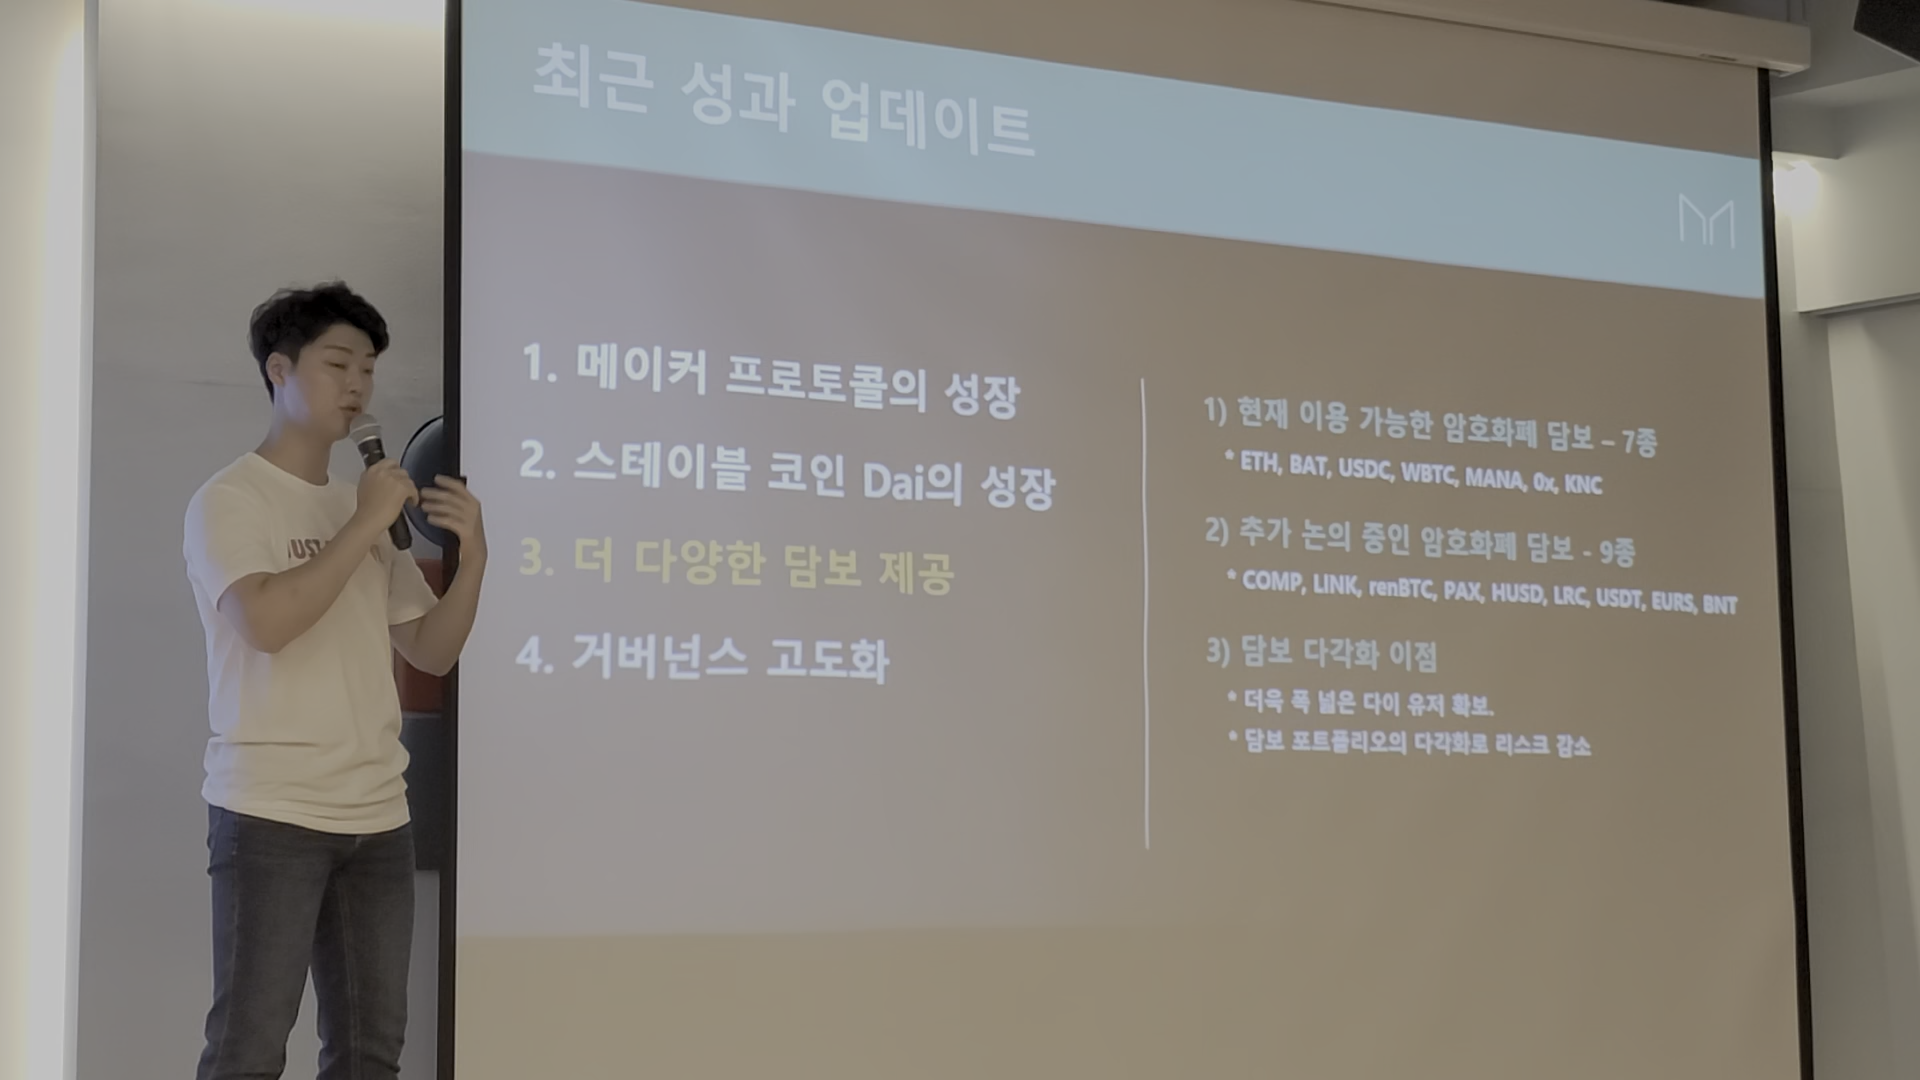 최근 성과 업데이트
1. 메이커 프로토콜의 성장
2. 스테이블 코인 Dai의 성장
3. 더 다양한 담보 제공
4. 거버넌스 고도화
1) 현재 이용 가능한 암호화폐 담보 – 7종
* ETH, BAT, USDC, WBTC, MANA, 0x, KNC
2) 추가 논의 중인 암호화폐 담보 - 9종
* COMP, LINK, renBTC, PAX, HUSD, LRC, USDT, EURS, BNT
3) 담보 다각화 이점
* 더욱 폭 넓은 다이 유저 확보.
* 담보 포트폴리오의 다각화로 리스크 감소